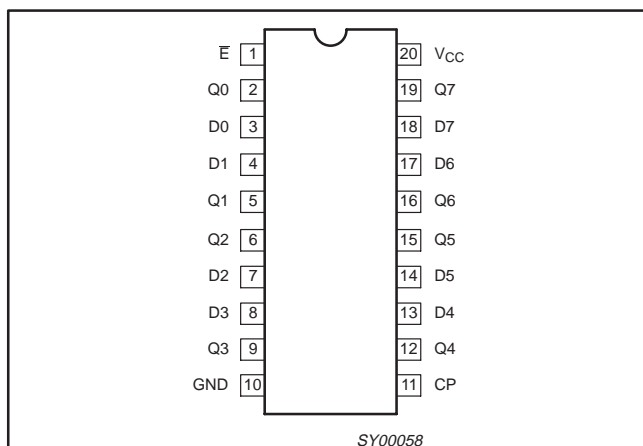 E̅ 1 20 VCC
Q0 2 19 Q7
D0 3 18 D7
D1 4 17 D6
Q1 5 16 Q6
Q2 6 15 Q5
D2 7 14 D5
D3 8 13 D4
Q3 9 12 Q4
GND 10 11 CP
SY00058